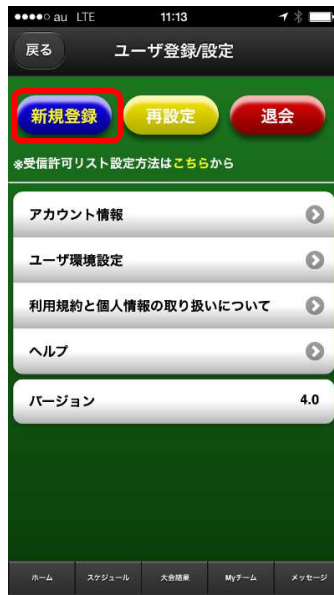 au LTE 11:13
戻る ユーザ登録/設定
新規登録 再設定 退会
※受信許可リスト設定方法はこちらから
アカウント情報
ユーザ環境設定
利用規約と個人情報の取り扱いについて
ヘルプ
バージョン 4.0
ホーム スケジュール 大会結果 Myチーム メッセージ